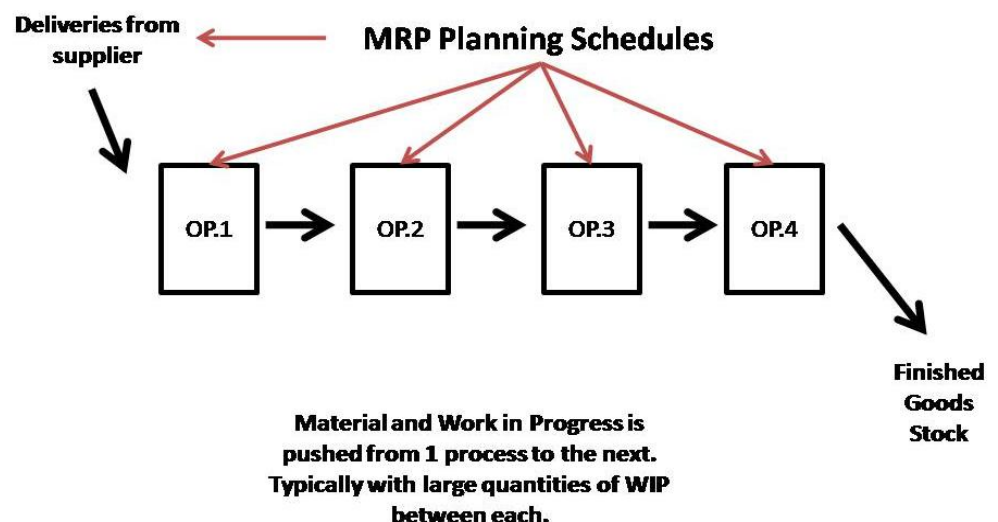 Deliveries from
supplier
MRP Planning Schedules
OP.1
OP.2
OP.3
OP.4
Finished
Goods
Stock
Material and Work in Progress is
pushed from 1 process to the next.
Typically with large quantities of WIP
between each.